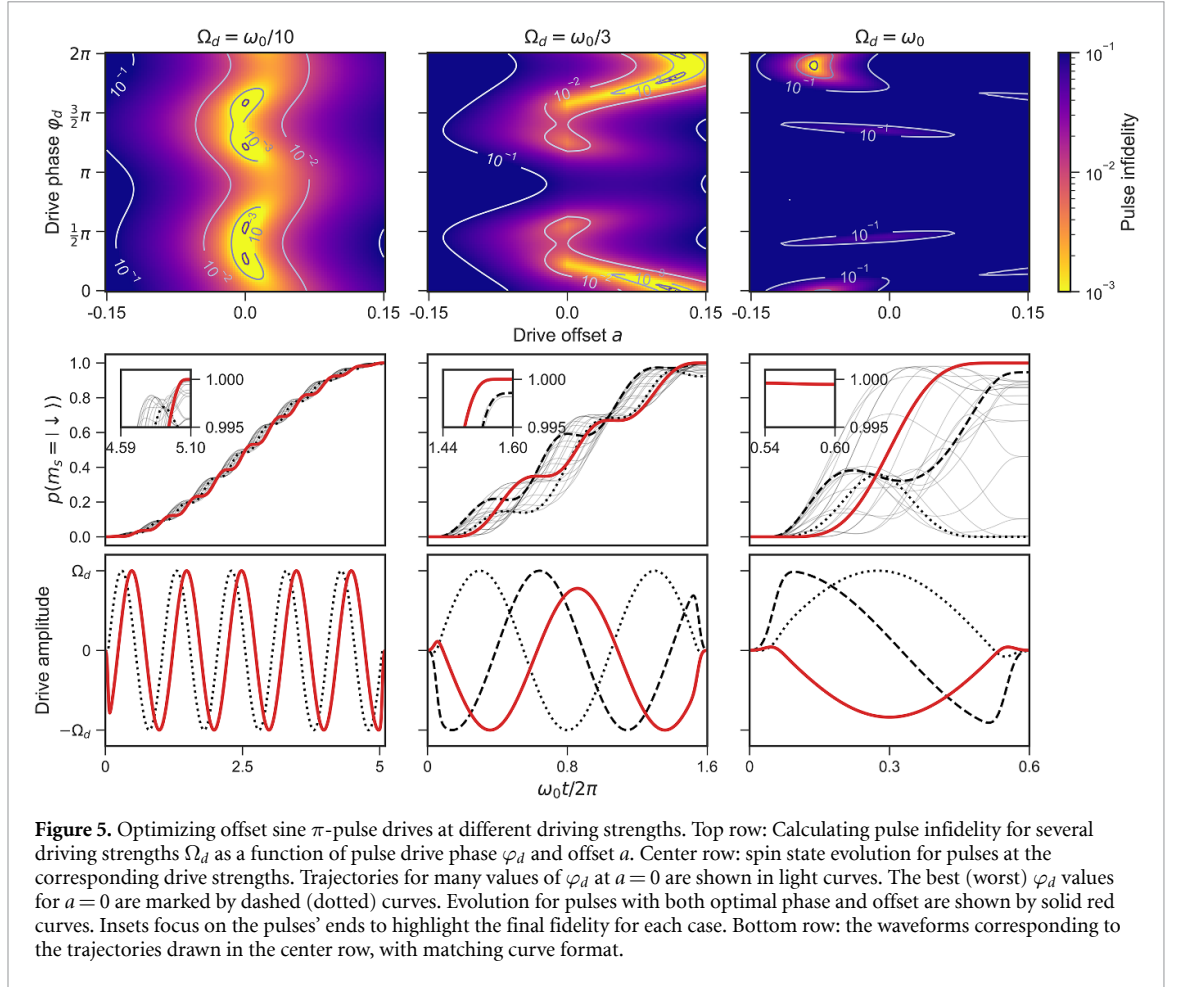 Ω_d = ω_0/10
Ω_d = ω_0/3
Ω_d = ω_0
2π
3/2 π
π
1/2 π
0
Drive phase φ_d
10^−1
10^−3
10^−2
10^−3
10^−2
10^−1
-0.15 0.0 0.15
10^−2
10^−2
10^−1
10^−2
-0.15 0.0 0.15
Drive offset a
10^−1
10^−1
10^−1
10^−1
-0.15 0.0 0.15
10^−1
10^−2
10^−3
Pulse infidelity
1.0
0.8
0.6
0.4
0.2
0.0
p(m_s = |↓⟩)
1.000
0.995
4.59 5.10
1.000
0.995
1.44 1.60
1.000
0.995
0.54 0.60
Ω_d
0
−Ω_d
Drive amplitude
0 2.5 5
0 0.8 1.6
0 0.3 0.6
ω_0t/2π
Figure 5. Optimizing offset sine π-pulse drives at different driving strengths. Top row: Calculating pulse infidelity for several
driving strengths Ω_d as a function of pulse drive phase φ_d and offset a. Center row: spin state evolution for pulses at the
corresponding drive strengths. Trajectories for many values of φ_d at a = 0 are shown in light curves. The best (worst) φ_d values
for a = 0 are marked by dashed (dotted) curves. Evolution for pulses with both optimal phase and offset are shown by solid red
curves. Insets focus on the pulses' ends to highlight the final fidelity for each case. Bottom row: the waveforms corresponding to
the trajectories drawn in the center row, with matching curve format.